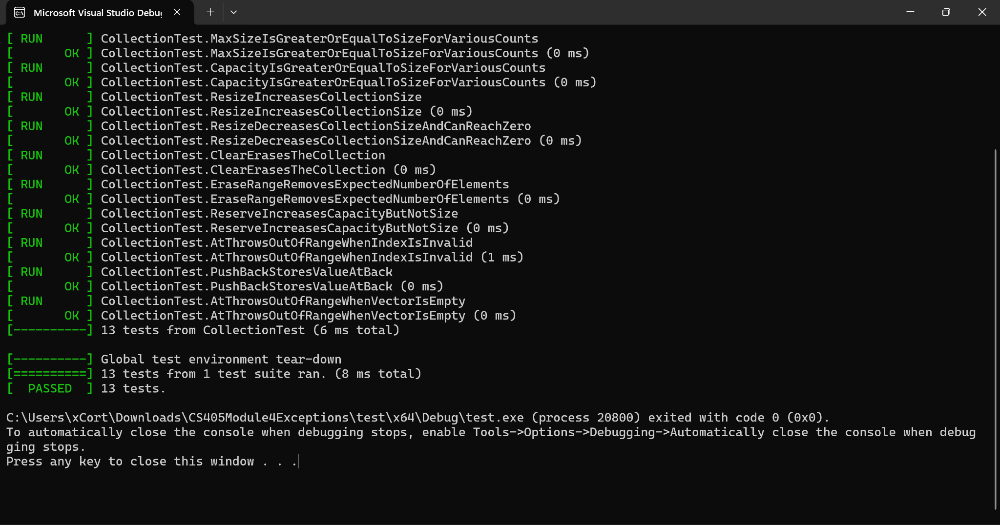 Microsoft Visual Studio Debu
[ RUN      ] CollectionTest.MaxSizeIsGreaterOrEqualToSizeForVariousCounts
[       OK ] CollectionTest.MaxSizeIsGreaterOrEqualToSizeForVariousCounts (0 ms)
[ RUN      ] CollectionTest.CapacityIsGreaterOrEqualToSizeForVariousCounts
[       OK ] CollectionTest.CapacityIsGreaterOrEqualToSizeForVariousCounts (0 ms)
[ RUN      ] CollectionTest.ResizeIncreasesCollectionSize
[       OK ] CollectionTest.ResizeIncreasesCollectionSize (0 ms)
[ RUN      ] CollectionTest.ResizeDecreasesCollectionSizeAndCanReachZero
[       OK ] CollectionTest.ResizeDecreasesCollectionSizeAndCanReachZero (0 ms)
[ RUN      ] CollectionTest.ClearErasesTheCollection
[       OK ] CollectionTest.ClearErasesTheCollection (0 ms)
[ RUN      ] CollectionTest.EraseRangeRemovesExpectedNumberOfElements
[       OK ] CollectionTest.EraseRangeRemovesExpectedNumberOfElements (0 ms)
[ RUN      ] CollectionTest.ReserveIncreasesCapacityButNotSize
[       OK ] CollectionTest.ReserveIncreasesCapacityButNotSize (0 ms)
[ RUN      ] CollectionTest.AtThrowsOutOfRangeWhenIndexIsInvalid
[       OK ] CollectionTest.AtThrowsOutOfRangeWhenIndexIsInvalid (1 ms)
[ RUN      ] CollectionTest.PushBackStoresValueAtBack
[       OK ] CollectionTest.PushBackStoresValueAtBack (0 ms)
[ RUN      ] CollectionTest.AtThrowsOutOfRangeWhenVectorIsEmpty
[       OK ] CollectionTest.AtThrowsOutOfRangeWhenVectorIsEmpty (0 ms)
[----------] 13 tests from CollectionTest (6 ms total)
[----------] Global test environment tear-down
[==========] 13 tests from 1 test suite ran. (8 ms total)
[  PASSED  ] 13 tests.
C:\Users\xCort\Downloads\CS405Module4Exceptions\test\x64\Debug\test.exe (process 20800) exited with code 0 (0x0).
To automatically close the console when debugging stops, enable Tools->Options->Debugging->Automatically close the console when debug
ging stops.
Press any key to close this window . . .